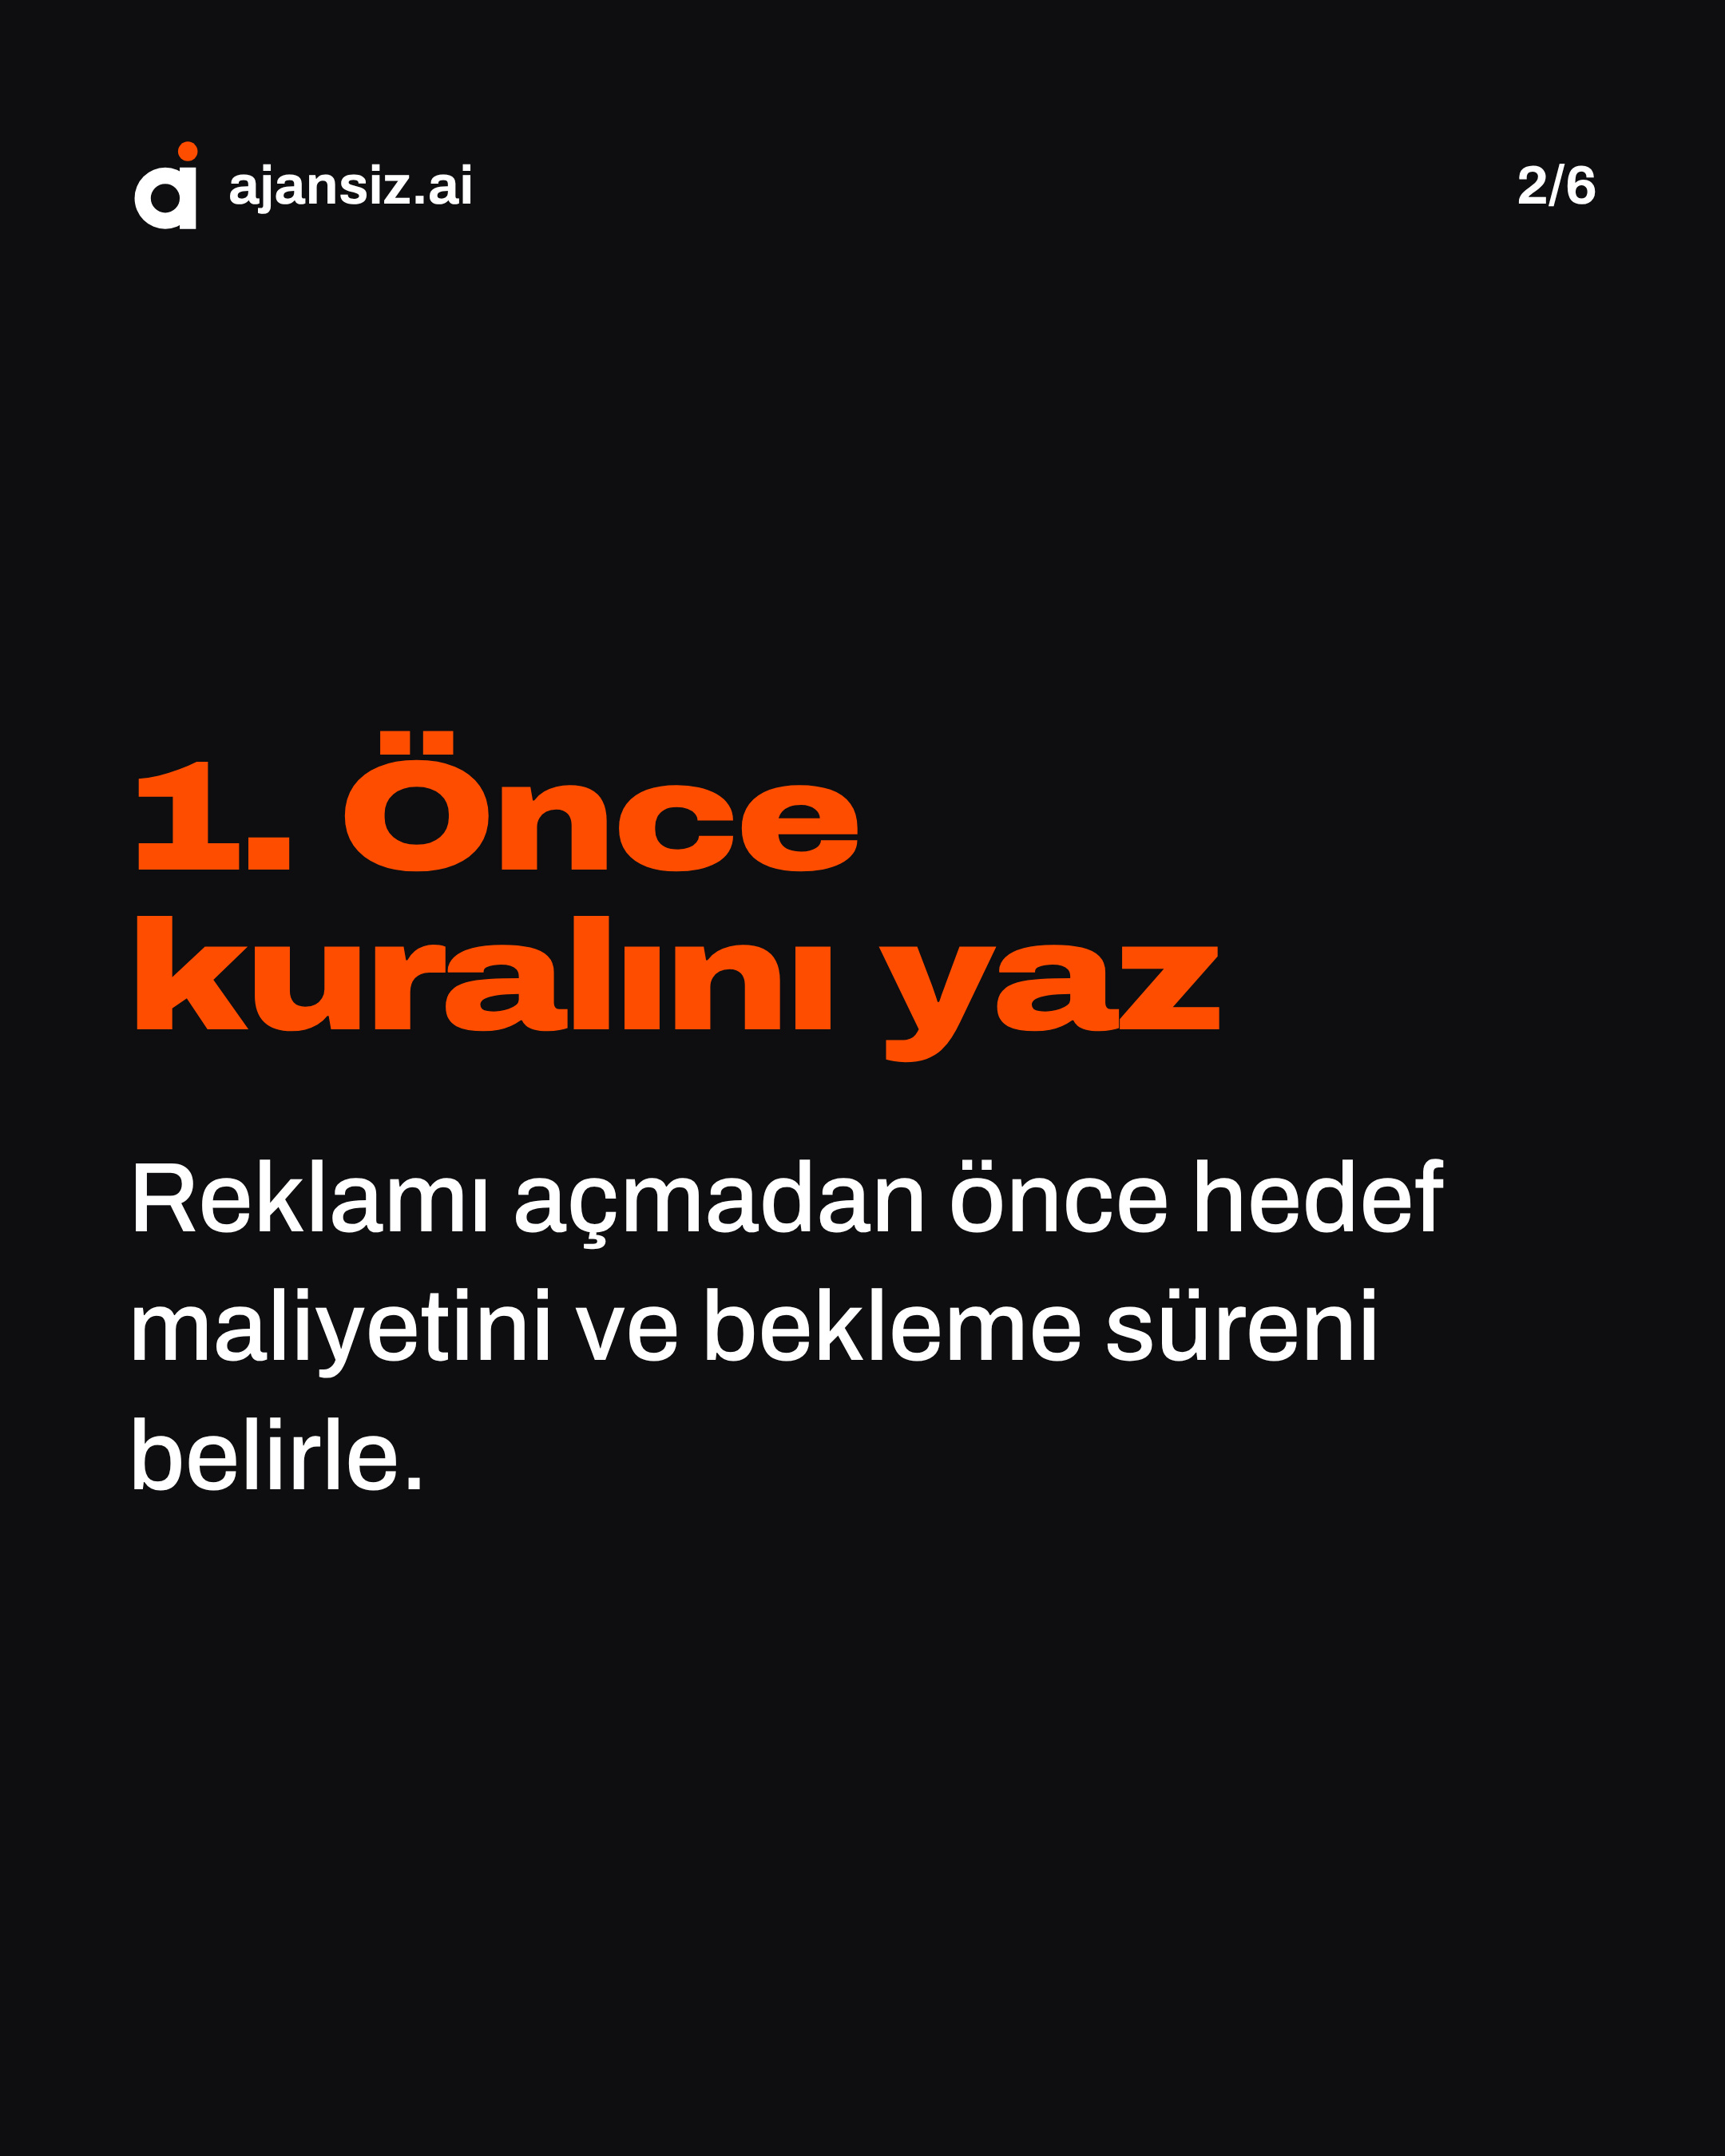 ajansiz.ai
2/6
1. Önce
kuralını yaz
Reklamı açmadan önce hedef
maliyetini ve bekleme süreni
belirle.